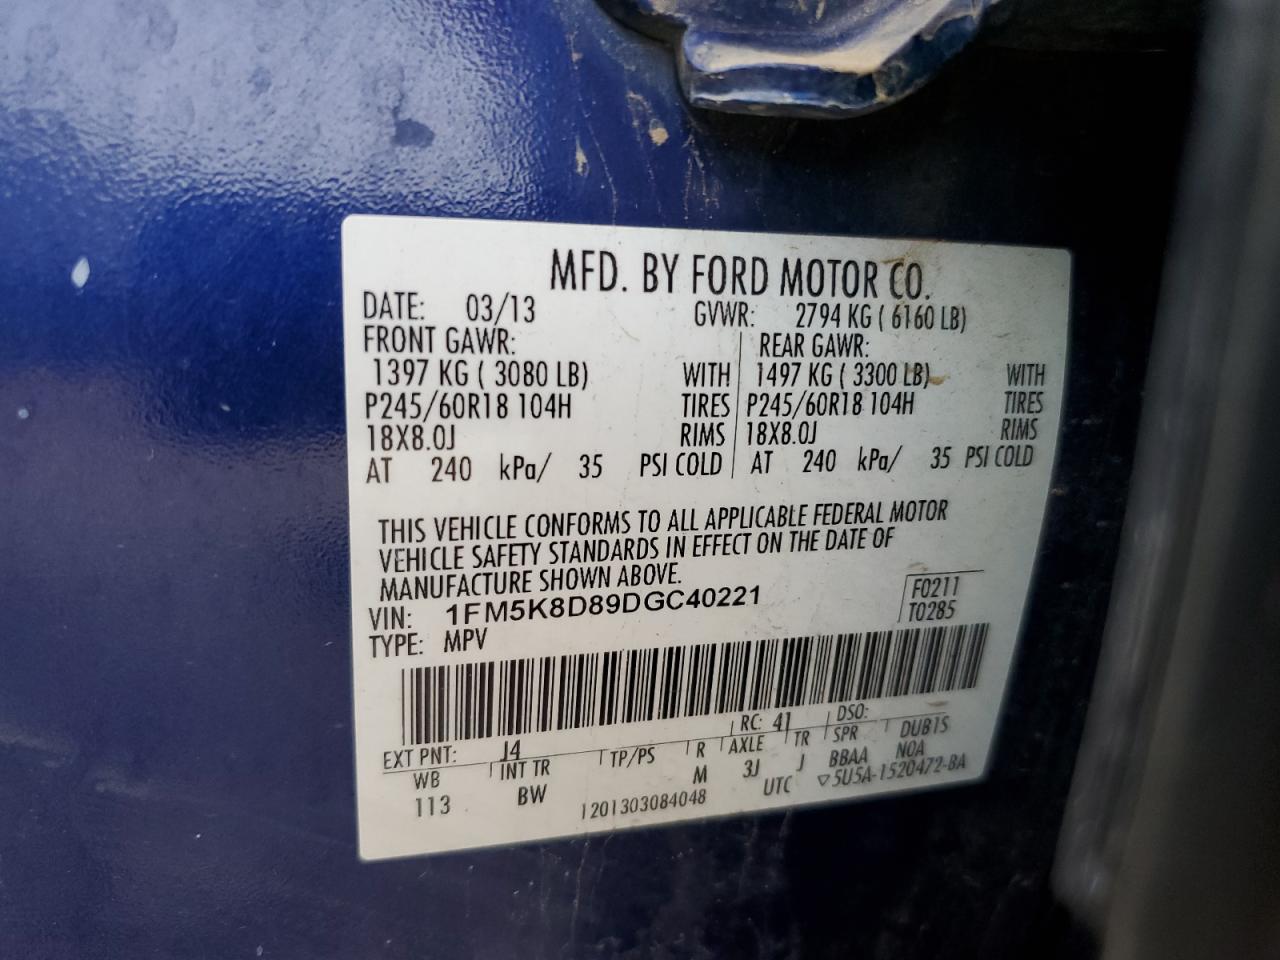 MFD. BY FORD MOTOR CO.
DATE: 03/13 GVWR: 2794 KG ( 6160 LB)
FRONT GAWR: REAR GAWR:
1397 KG ( 3080 LB) WITH 1497 KG ( 3300 LB) WITH
P245/60R18 104H TIRES P245/60R18 104H TIRES
18X8.0J RIMS 18X8.0J RIMS
AT 240 kPa/ 35 PSI COLD AT 240 kPa/ 35 PSI COLD
THIS VEHICLE CONFORMS TO ALL APPLICABLE FEDERAL MOTOR
VEHICLE SAFETY STANDARDS IN EFFECT ON THE DATE OF
MANUFACTURE SHOWN ABOVE.
VIN: 1FM5K8D89DGC40221 F0211
TYPE: MPV T0285
EXT PNT: J4 RC: 41 DSO:
WB INT TR TP/PS R AXLE TR SPR DUB1S
113 BW M 3J J BBAA NOA
1201303084048 UTC ▽5U5A-1520472-BA